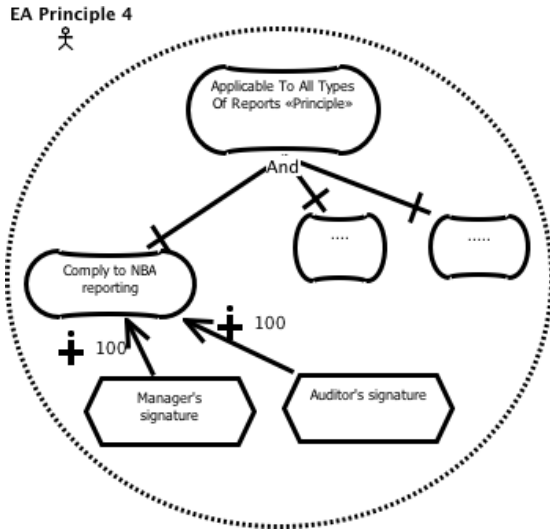 EA Principle 4
Applicable To All Types
Of Reports «Principle»
And
....
.....
Comply to NBA
reporting
100
100
Manager's
signature
Auditor's signature